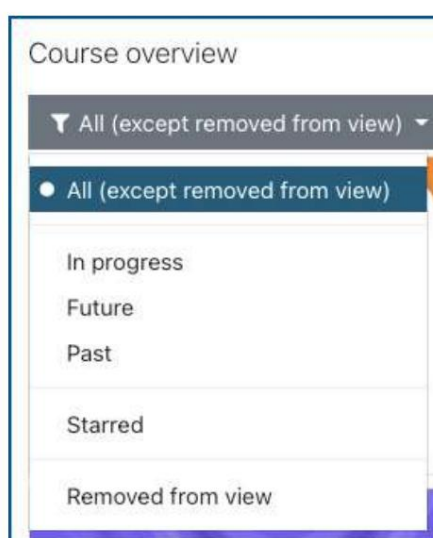 Course overview
All (except removed from view)
All (except removed from view)
In progress
Future
Past
Starred
Removed from view